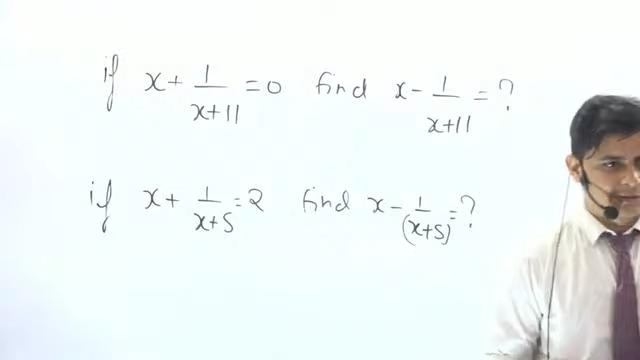 if x + 1/(x+11) = 0 find x - 1/(x+11) = ?
if x + 1/(x+5) = 2 find x - 1/(x+5) = ?